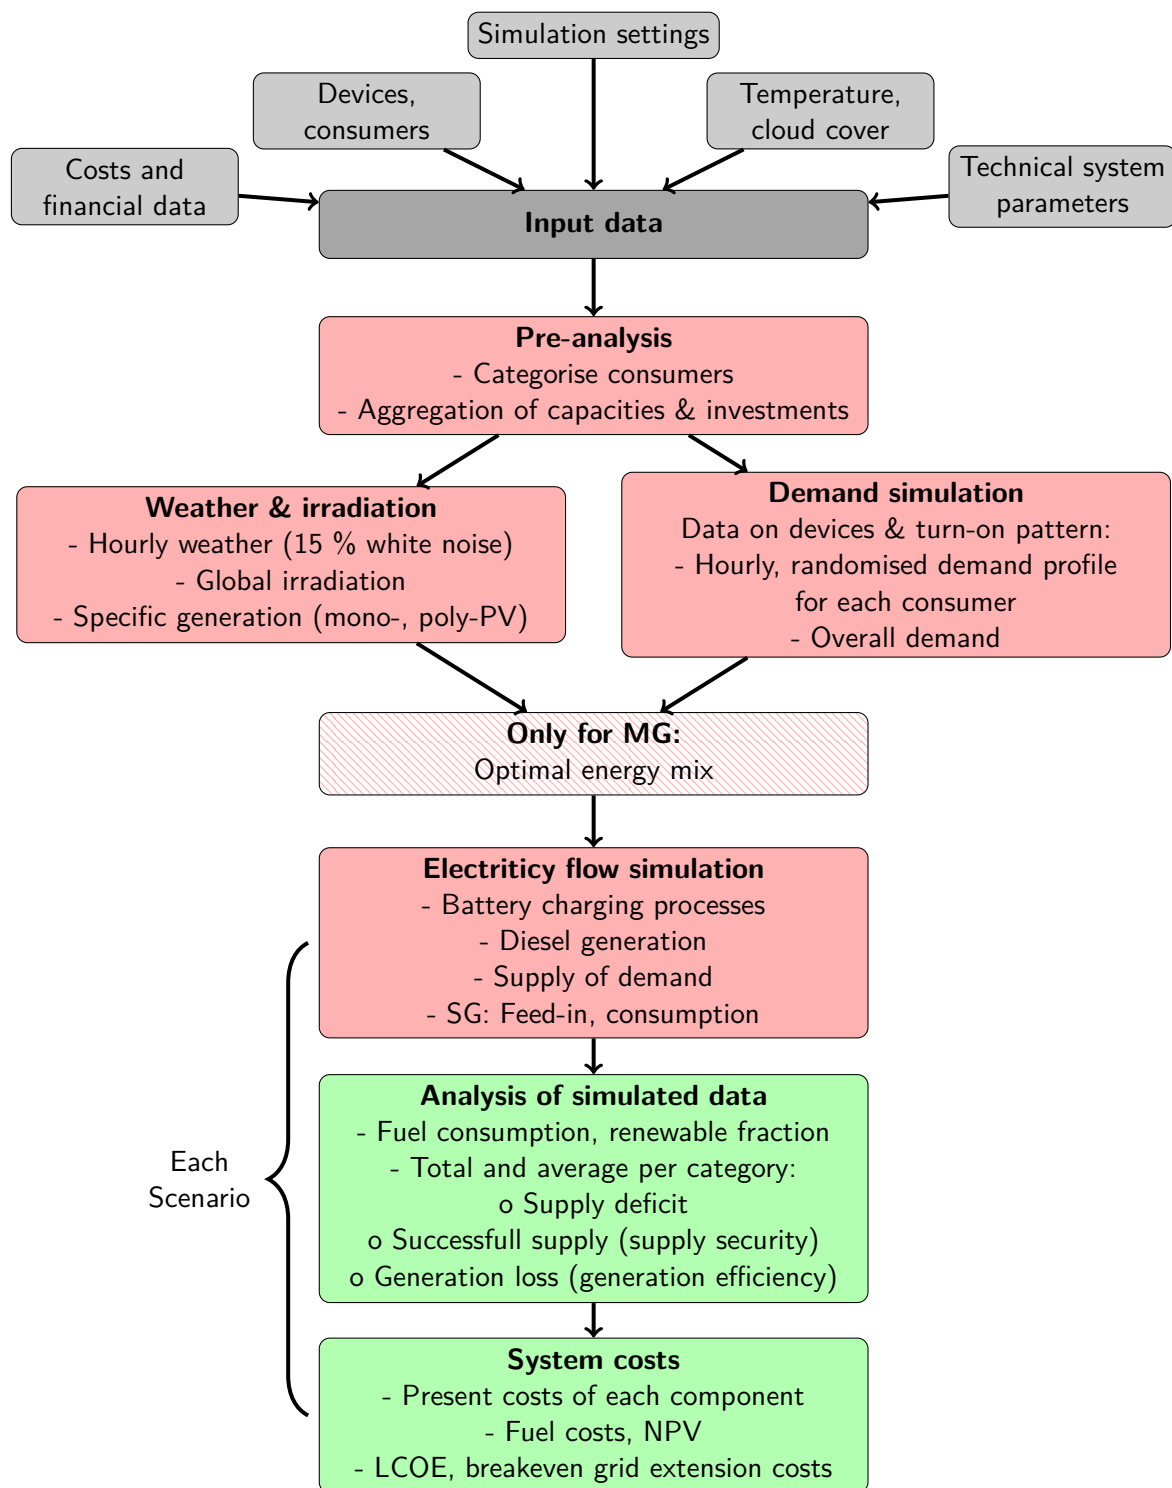 Simulation settings
Devices,
consumers
Temperature,
cloud cover
Costs and
financial data
Technical system
parameters
Input data
Pre-analysis
- Categorise consumers
- Aggregation of capacities & investments
Weather & irradiation
- Hourly weather (15 % white noise)
- Global irradiation
- Specific generation (mono-, poly-PV)
Demand simulation
Data on devices & turn-on pattern:
- Hourly, randomised demand profile
for each consumer
- Overall demand
Only for MG:
Optimal energy mix
Electriticy flow simulation
- Battery charging processes
- Diesel generation
- Supply of demand
- SG: Feed-in, consumption
Analysis of simulated data
- Fuel consumption, renewable fraction
- Total and average per category:
o Supply deficit
o Successfull supply (supply security)
o Generation loss (generation efficiency)
Each
Scenario
System costs
- Present costs of each component
- Fuel costs, NPV
- LCOE, breakeven grid extension costs